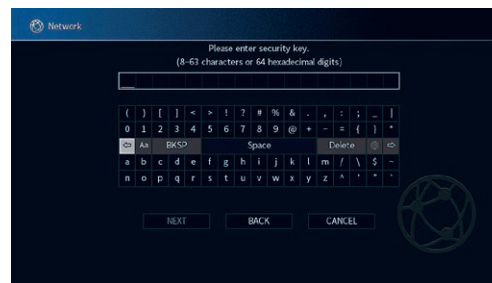 Network
Please enter security key.
(8-63 characters or 64 hexadecimal digits)
( ) [ ] < > ! ? # % & . , : ; _ |
0 1 2 3 4 5 6 7 8 9 @ + - = { } *
⇦ Aa BKSP Space Delete ⇨
a b c d e f g h i j k l m / \ $ ~
n o p q r s t u v w x y z ^ ' " `
NEXT BACK CANCEL